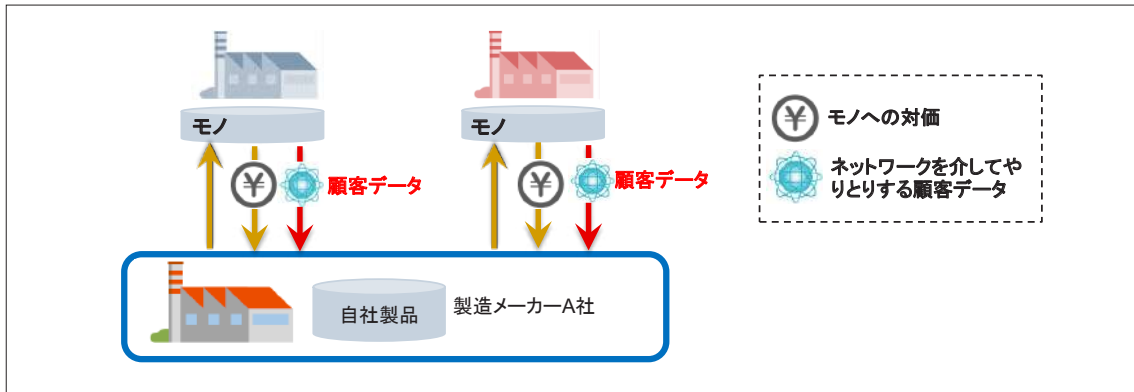 モノ
モノ
¥
顧客データ
¥
顧客データ
自社製品
製造メーカーA社
¥
モノへの対価
ネットワークを介してや
りとりする顧客データ